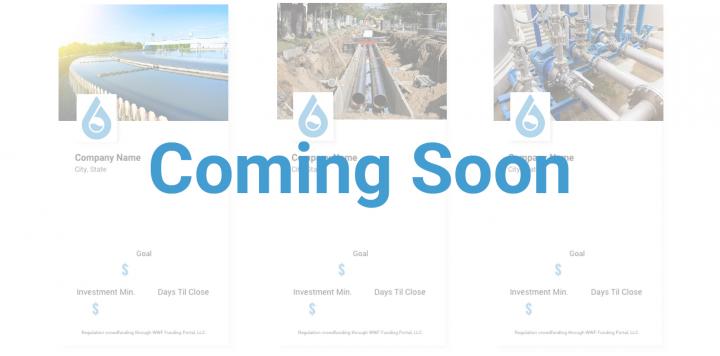 Company Name
City, State
Goal
$
Investment Min.
Days Til Close
$
Regulation crowdfunding through WWF Funding Portal, LLC
Company Name
City, State
Goal
$
Investment Min.
Days Til Close
$
Regulation crowdfunding through WWF Funding Portal, LLC
Company Name
City, State
Goal
$
Investment Min.
Days Til Close
$
Regulation crowdfunding through WWF Funding Portal, LLC
Coming Soon